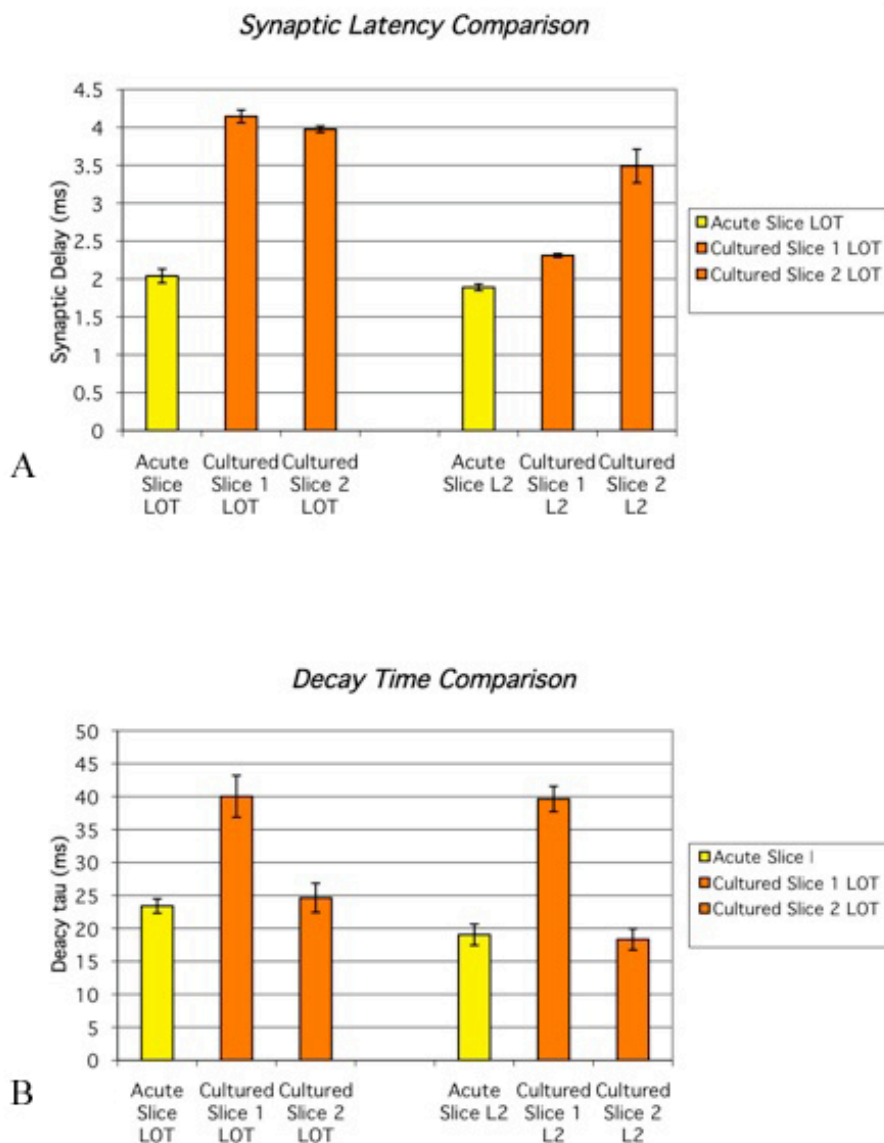 Synaptic Latency Comparison
4.5
4
3.5
3
2.5
2
1.5
1
0.5
0
Synaptic Delay (ms)
Acute
Slice
LOT
Cultured
Slice 1
LOT
Cultured
Slice 2
LOT
Acute
Slice L2
Cultured
Slice 1
L2
Cultured
Slice 2
L2
Acute Slice LOT
Cultured Slice 1 LOT
Cultured Slice 2 LOT
A
Decay Time Comparison
50
45
40
35
30
25
20
15
10
5
0
Deacy tau (ms)
Acute
Slice
LOT
Cultured
Slice 1
LOT
Cultured
Slice 2
LOT
Acute
Slice L2
Cultured
Slice 1
L2
Cultured
Slice 2
L2
Acute Slice l
Cultured Slice 1 LOT
Cultured Slice 2 LOT
B